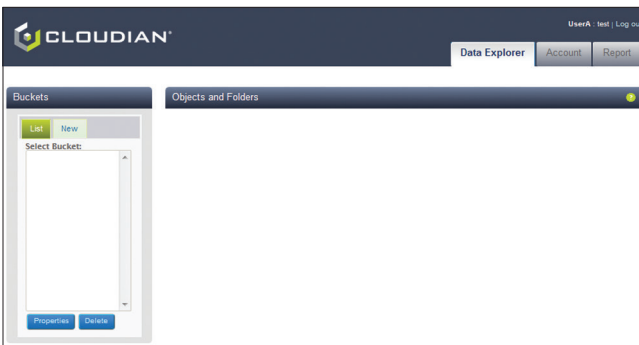 CLOUDIAN®
UserA : test | Log ou
Data Explorer Account Report
Buckets
Objects and Folders
List New
Select Bucket:
Properties Delete